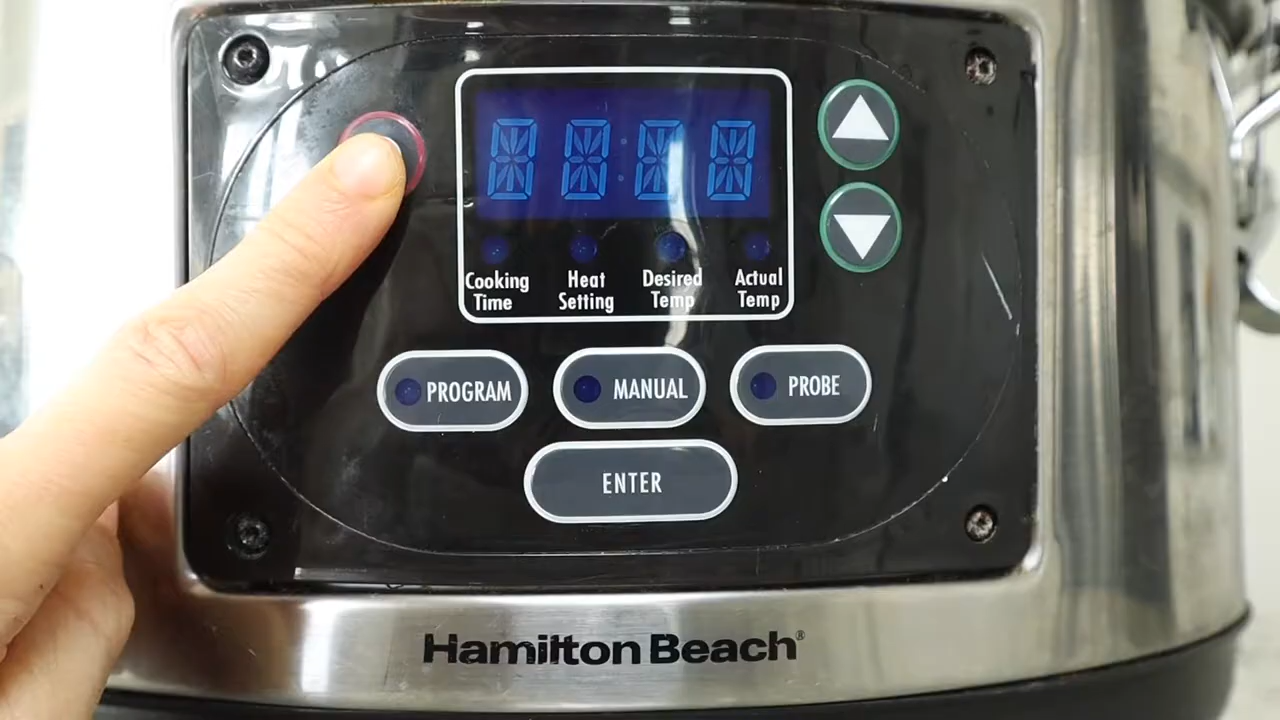 Cooking Time
Heat Setting
Desired Temp
Actual Temp
PROGRAM
MANUAL
PROBE
ENTER
Hamilton Beach®